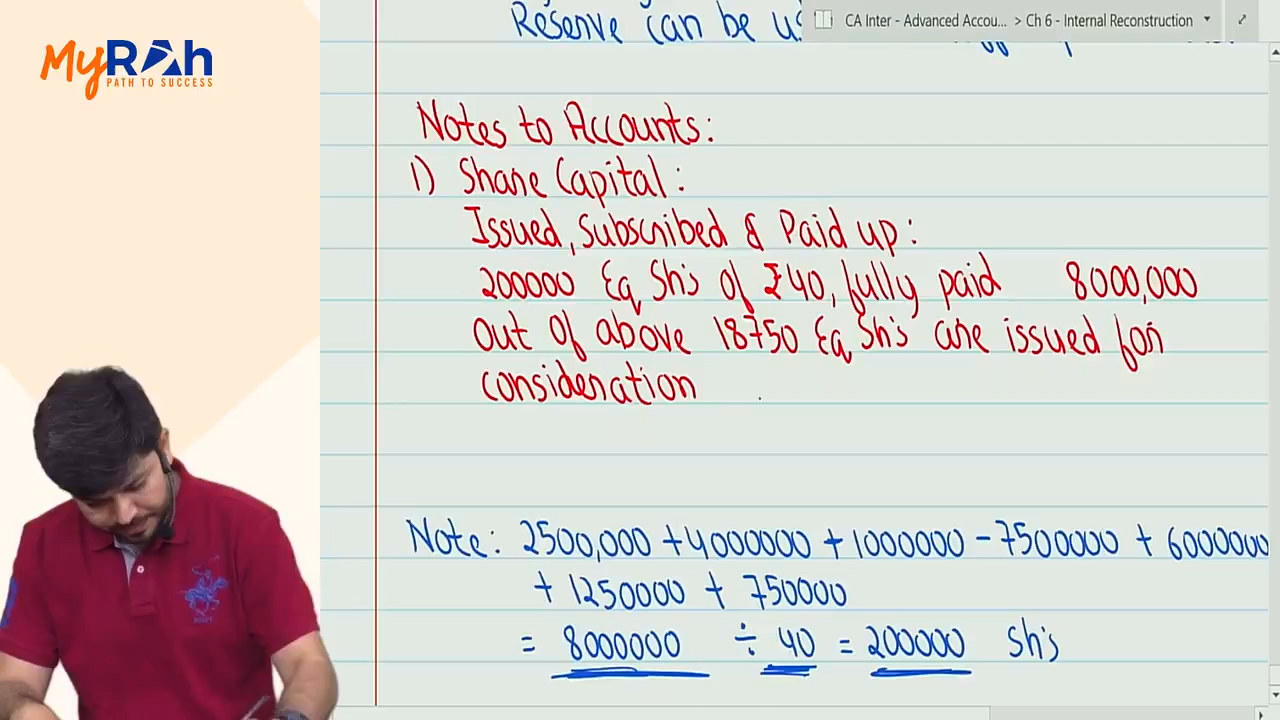 MyRAh
PATH TO SUCCESS
CA Inter - Advanced Accou... > Ch 6 - Internal Reconstruction
Reserve can be
Notes to Accounts:
1) Share Capital:
Issued, Subscribed & Paid up:
200000 Eq Sh's of ₹40, fully paid 8000,000
Out of above 18750 Eq Sh's are issued for
consideration
Note: 2500,000 + 4000000 + 1000000 - 7500000 + 6000000
+ 1250000 + 750000
= 8000000 ÷ 40 = 200000 Sh's